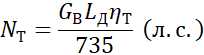 N_Т = G_В L_Д η_Т / 735 (л. с.)